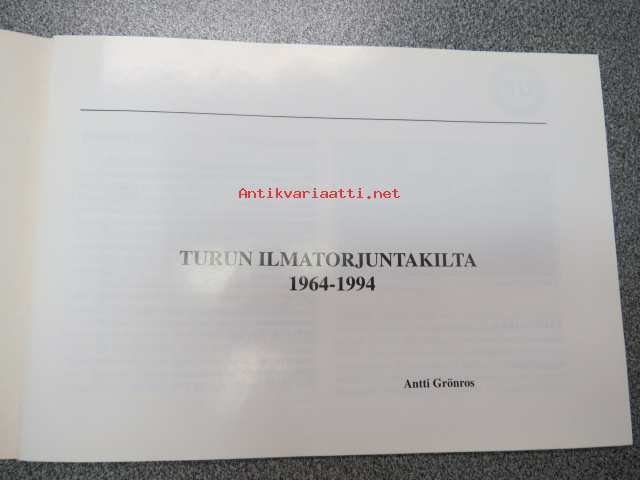 Antikvariaatti.net
TURUN ILMATORJUNTAKILTA
1964-1994
Antti Grönros